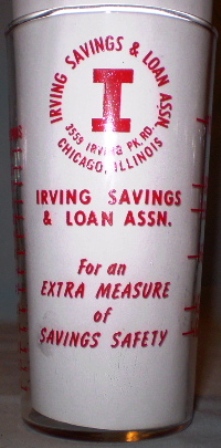 IRVING SAVINGS & LOAN ASSN.
I
3559 IRVING PK. RD.
CHICAGO, ILLINOIS
IRVING SAVINGS
& LOAN ASSN.
For an
EXTRA MEASURE
of
SAVINGS SAFETY